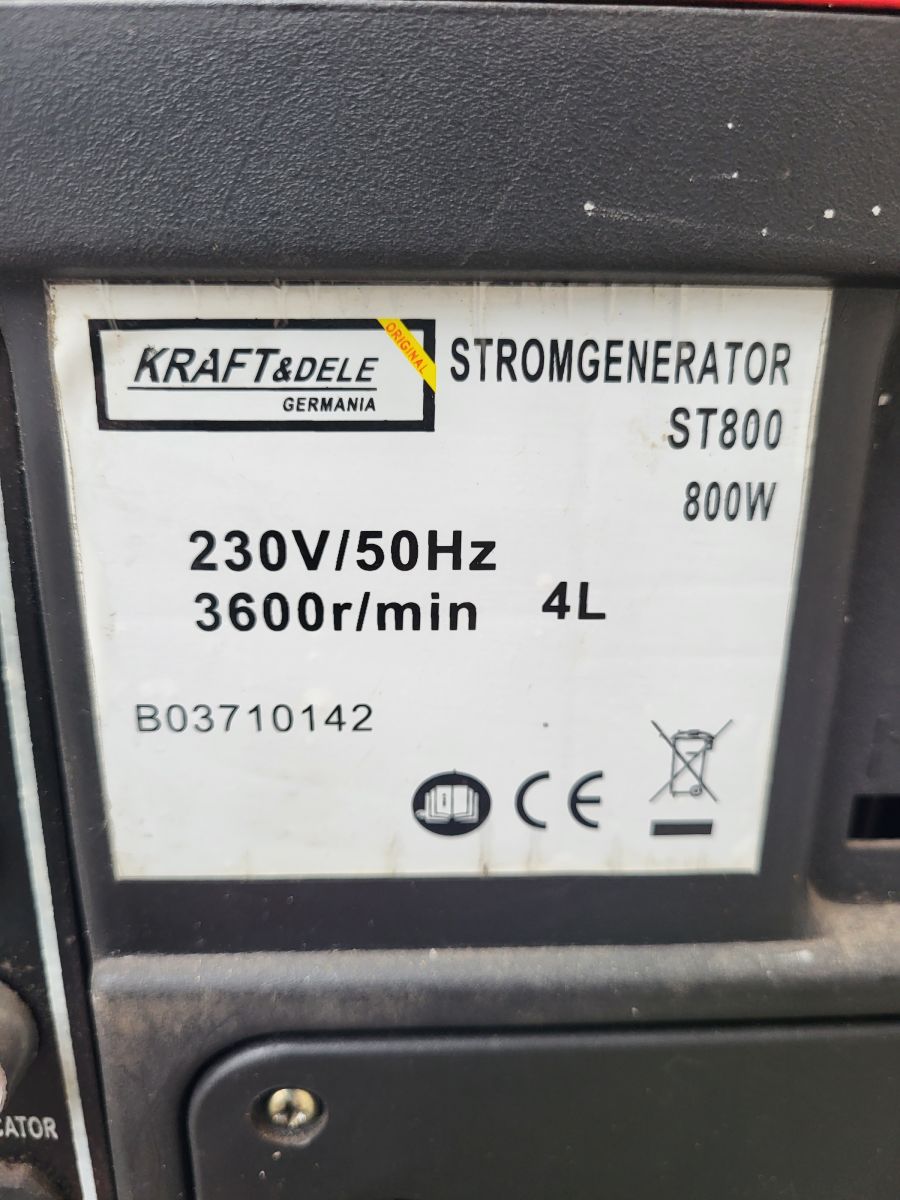 KRAFT&DELE
GERMANIA
ORIGINAL
STROMGENERATOR
ST800
800W
230V/50Hz
3600r/min 4L
B03710142
CE
CATOR